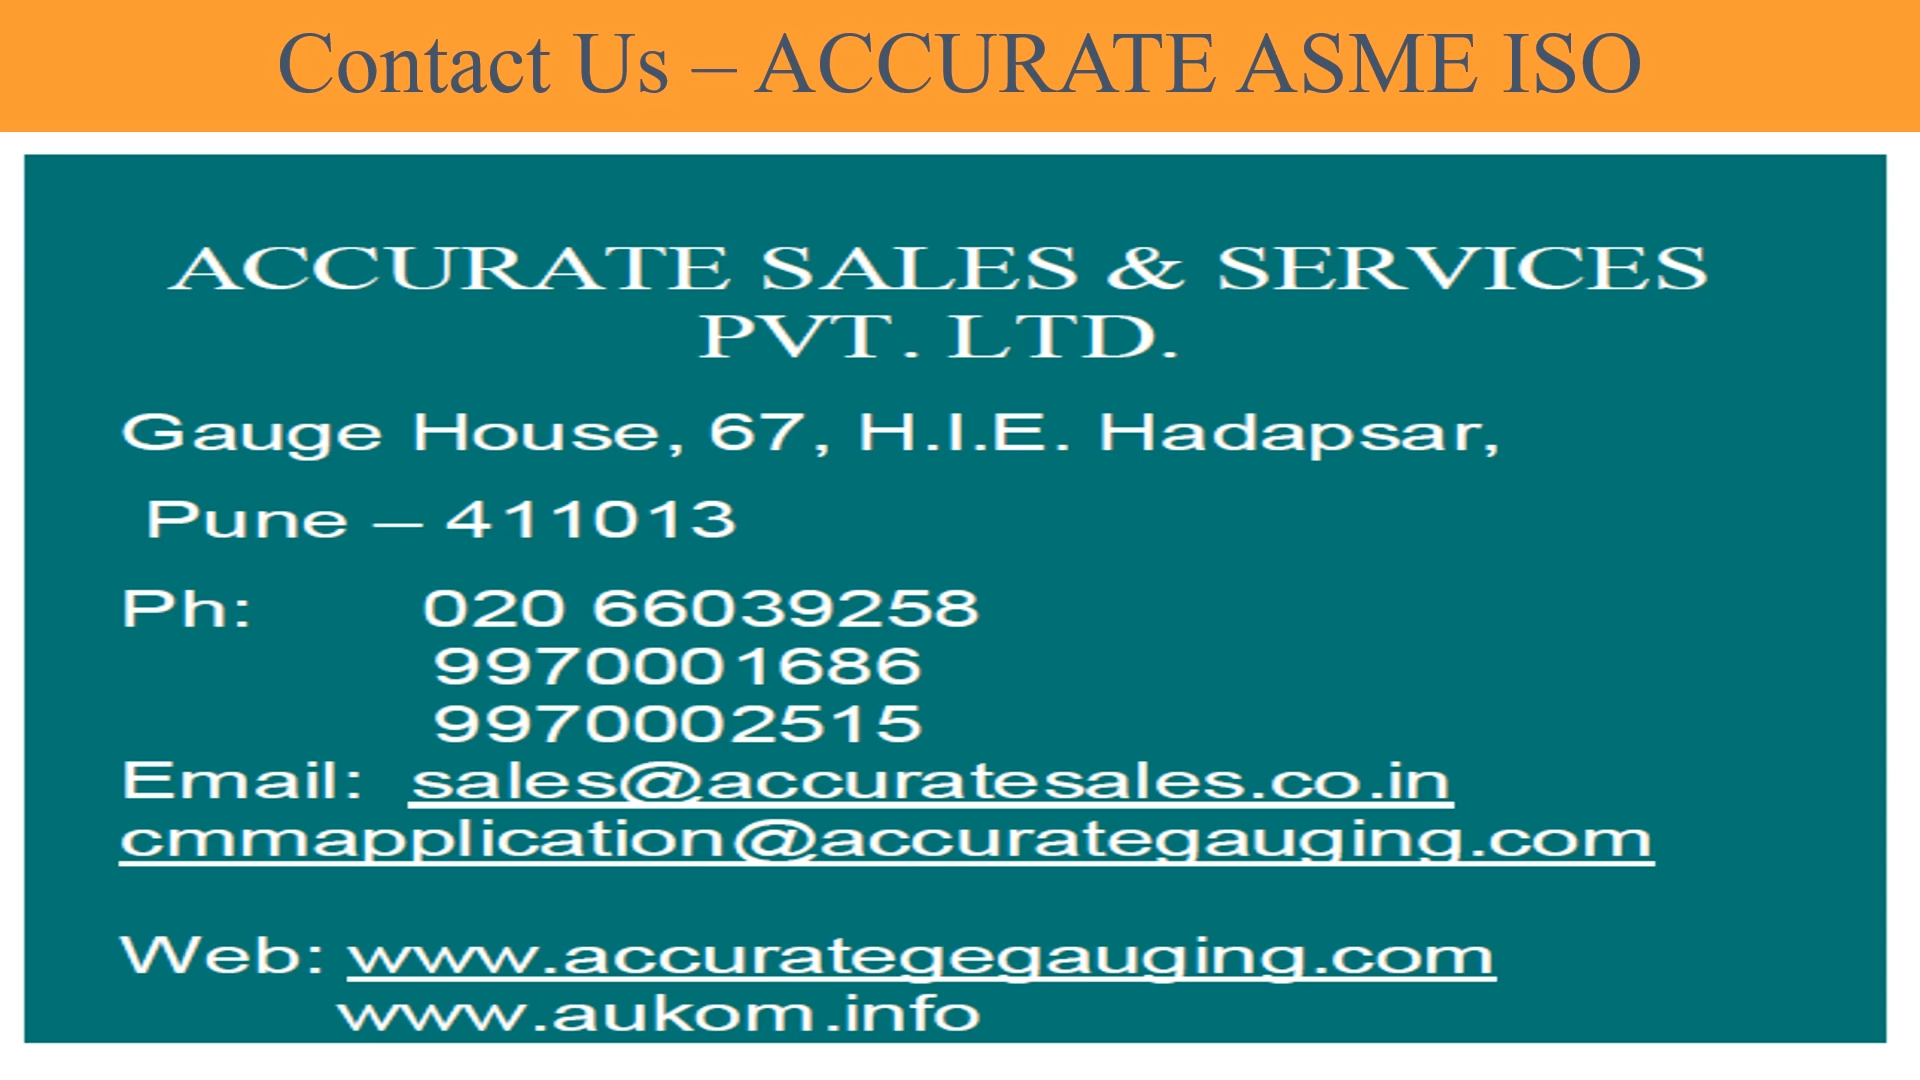 Contact Us – ACCURATE ASME ISO
ACCURATE SALES & SERVICES
PVT. LTD.
Gauge House, 67, H.I.E. Hadapsar,
Pune – 411013
Ph: 020 66039258
9970001686
9970002515
Email: sales@accuratesales.co.in
cmmapplication@accurategauging.com
Web: www.accurategegauging.com
www.aukom.info